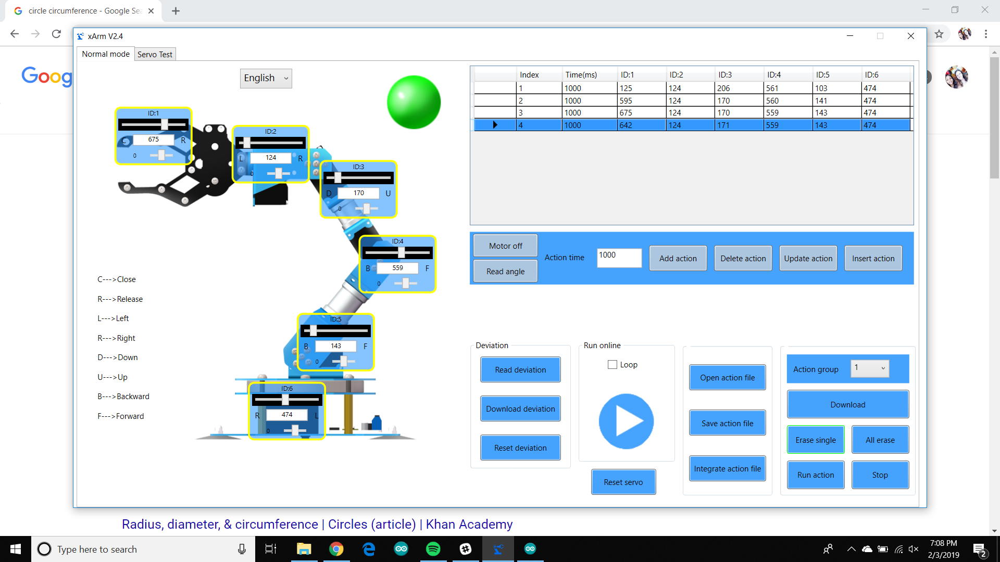 circle circumference - Google Sea
xArm V2.4
Normal mode
Servo Test
Goog
English
ID:1
C 675 R
0
ID:2
L 124 R
0
ID:3
D 170 U
0
ID:4
B 559 F
0
ID:5
B 143 F
0
ID:6
R 474 L
0
C--->Close
R--->Release
L--->Left
R--->Right
D--->Down
U--->Up
B--->Backward
F--->Forward
Index Time(ms) ID:1 ID:2 ID:3 ID:4 ID:5 ID:6
1 1000 125 124 206 561 103 474
2 1000 595 124 170 560 141 474
3 1000 675 124 170 559 143 474
4 1000 642 124 171 559 143 474
Motor off
Read angle
Action time 1000
Add action
Delete action
Update action
Insert action
Deviation
Read deviation
Download deviation
Reset deviation
Run online
Loop
Reset servo
Open action file
Save action file
Integrate action file
Action group 1
Download
Erase single
All erase
Run action
Stop
Radius, diameter, & circumference | Circles (article) | Khan Academy
Type here to search
7:08 PM
2/3/2019
2